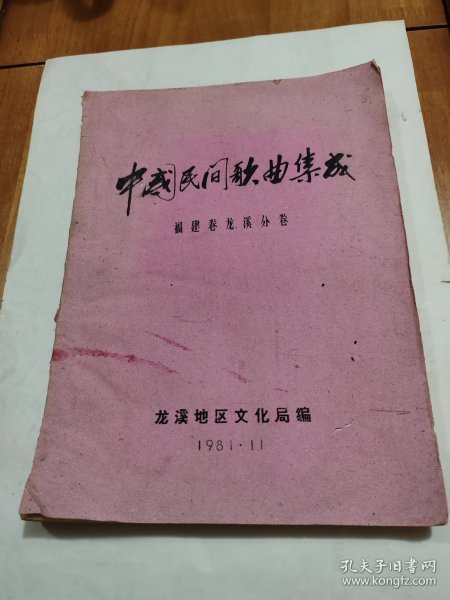 中国民间歌曲集成
福建卷龙溪分卷
龙溪地区文化局编
1981·11
孔夫子旧书网
www.kongfz.com